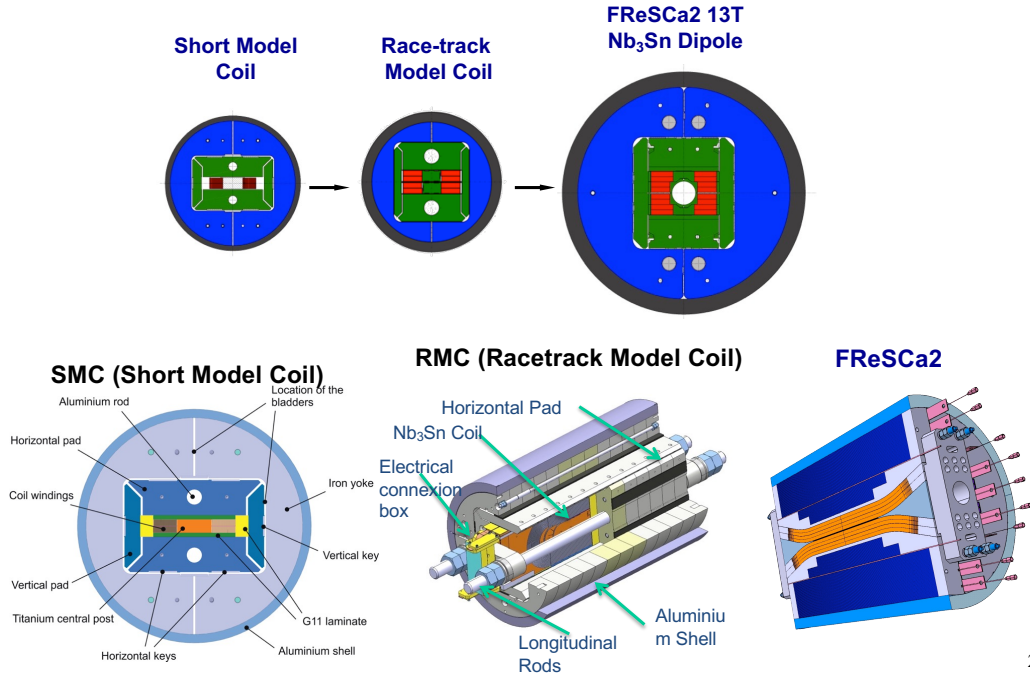 Short Model
Coil
Race-track
Model Coil
FReSCa2 13T
Nb₃Sn Dipole
SMC (Short Model Coil)
Aluminium rod
Location of the
bladders
Horizontal pad
Coil windings
Iron yoke
Vertical key
Vertical pad
Titanium central post
G11 laminate
Horizontal keys
Aluminium shell
RMC (Racetrack Model Coil)
Horizontal Pad
Nb₃Sn Coil
Electrical
connexion
box
Longitudinal
Rods
Aluminiu
m Shell
FReSCa2
2